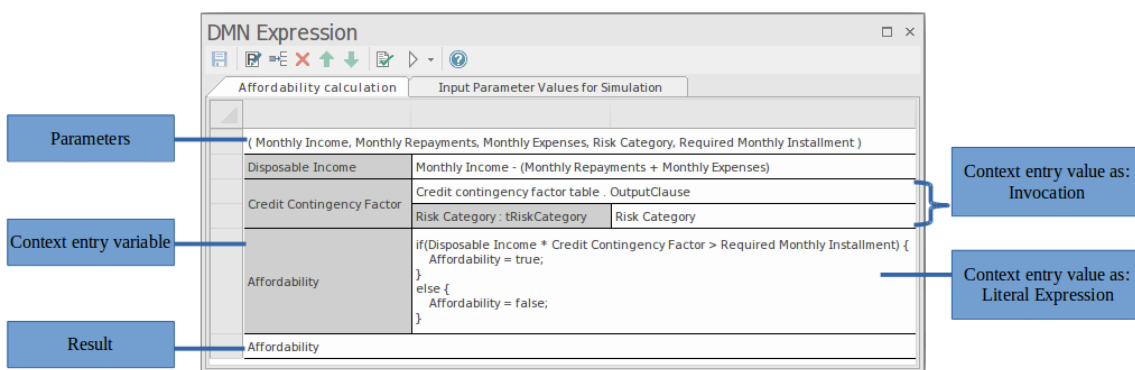 DMN Expression
Affordability calculation
Input Parameter Values for Simulation
Parameters
( Monthly Income, Monthly Repayments, Monthly Expenses, Risk Category, Required Monthly Installment )
Disposable Income
Monthly Income - (Monthly Repayments + Monthly Expenses)
Credit Contingency Factor
Credit contingency factor table . OutputClause
Risk Category : tRiskCategory
Risk Category
Context entry value as:
Invocation
Context entry variable
Affordability
if(Disposable Income * Credit Contingency Factor > Required Monthly Installment) {
Affordability = true;
}
else {
Affordability = false;
}
Context entry value as:
Literal Expression
Result
Affordability